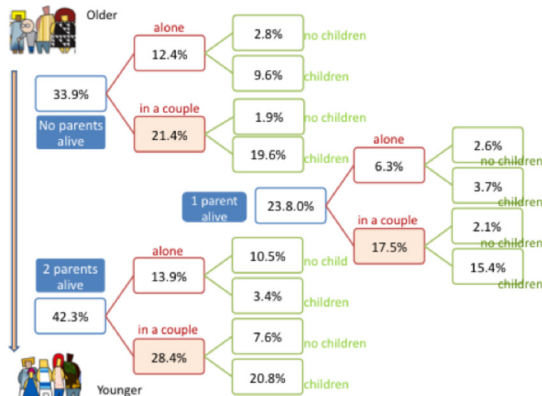 Older
alone
12.4%
2.8%
no children
9.6%
children
33.9%
No parents
alive
in a couple
21.4%
1.9%
no children
19.6%
children
1 parent
alive
23.8.0%
alone
6.3%
2.6%
no children
3.7%
children
in a couple
17.5%
2.1%
no children
15.4%
children
2 parents
alive
42.3%
alone
13.9%
10.5%
no child
3.4%
children
in a couple
28.4%
7.6%
no children
20.8%
children
Younger